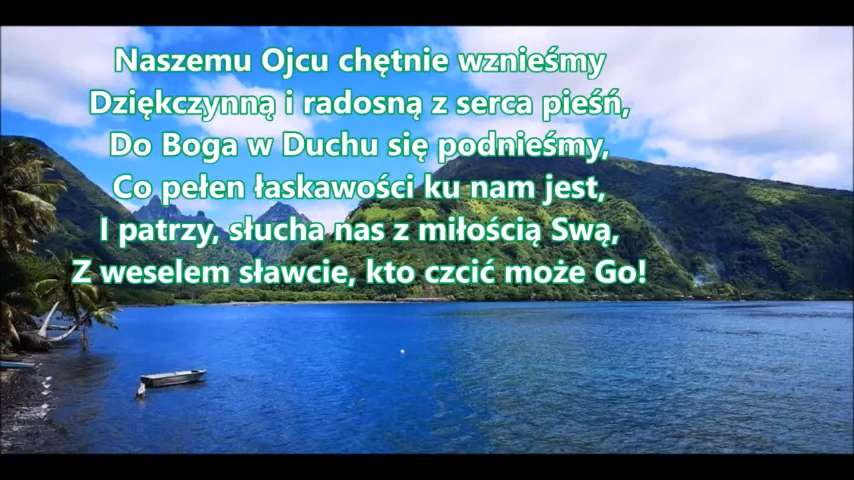 Naszemu Ojcu chętnie wznieśmy
Dziękczynną i radosną z serca pieśń,
Do Boga w Duchu się podnieśmy,
Co pełen łaskawości ku nam jest,
I patrzy, słucha nas z miłością Swą,
Z weselem sławcie, kto czcić może Go!